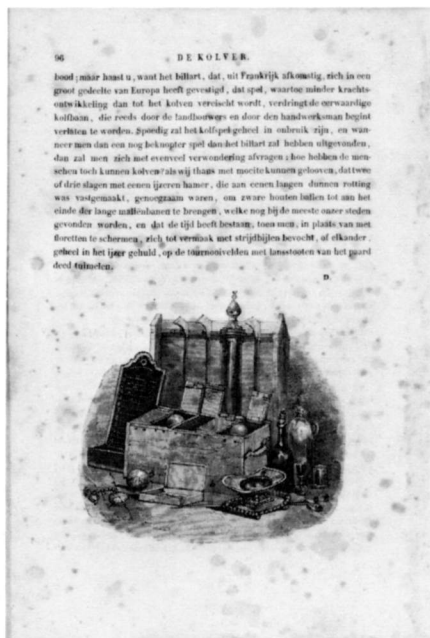 96 DE KOLVER.
bood ; maar haast u , want het biljart , dat , uit Frankrijk afkomstig , zich in een
groot gedeelte van Europa heeft gevestigd , dat spel , waartoe minder krachts-
ontwikkeling dan tot het kolven vereischt wordt , verdringt de eerwaardige
kolfbaan , die reeds door de landbouwers en door den handwerksman begint
verlaten te worden. Spoedig zal het kolfspel geheel in onbruik zijn , en wan-
neer men dan een nog beknopter spel dan het biljart zal hebben uitgevonden ,
dan zal men zich met evenveel verwondering afvragen : hoe hebben de men-
schen toch kunnen kolven? als wij thans met moeite kunnen gelooven , dat twee
of drie slagen met eenen ijzeren hamer , die aan eenen langen dunnen rotting
was vastgemaakt , genoegzaam waren , om zware houten ballen tot aan het
einde der lange maliebanen te brengen , welke nog bij de meeste onzer steden
gevonden worden , en dat de tijd heeft bestaan , toen men , in plaats van met
floretten te schermen , zich tot vermaak met strijdbijlen bevocht , of elkander ,
geheel in het ijzer gehuld , op de tournooivelden met lansstooten van het paard
deed tuimelen.
D.